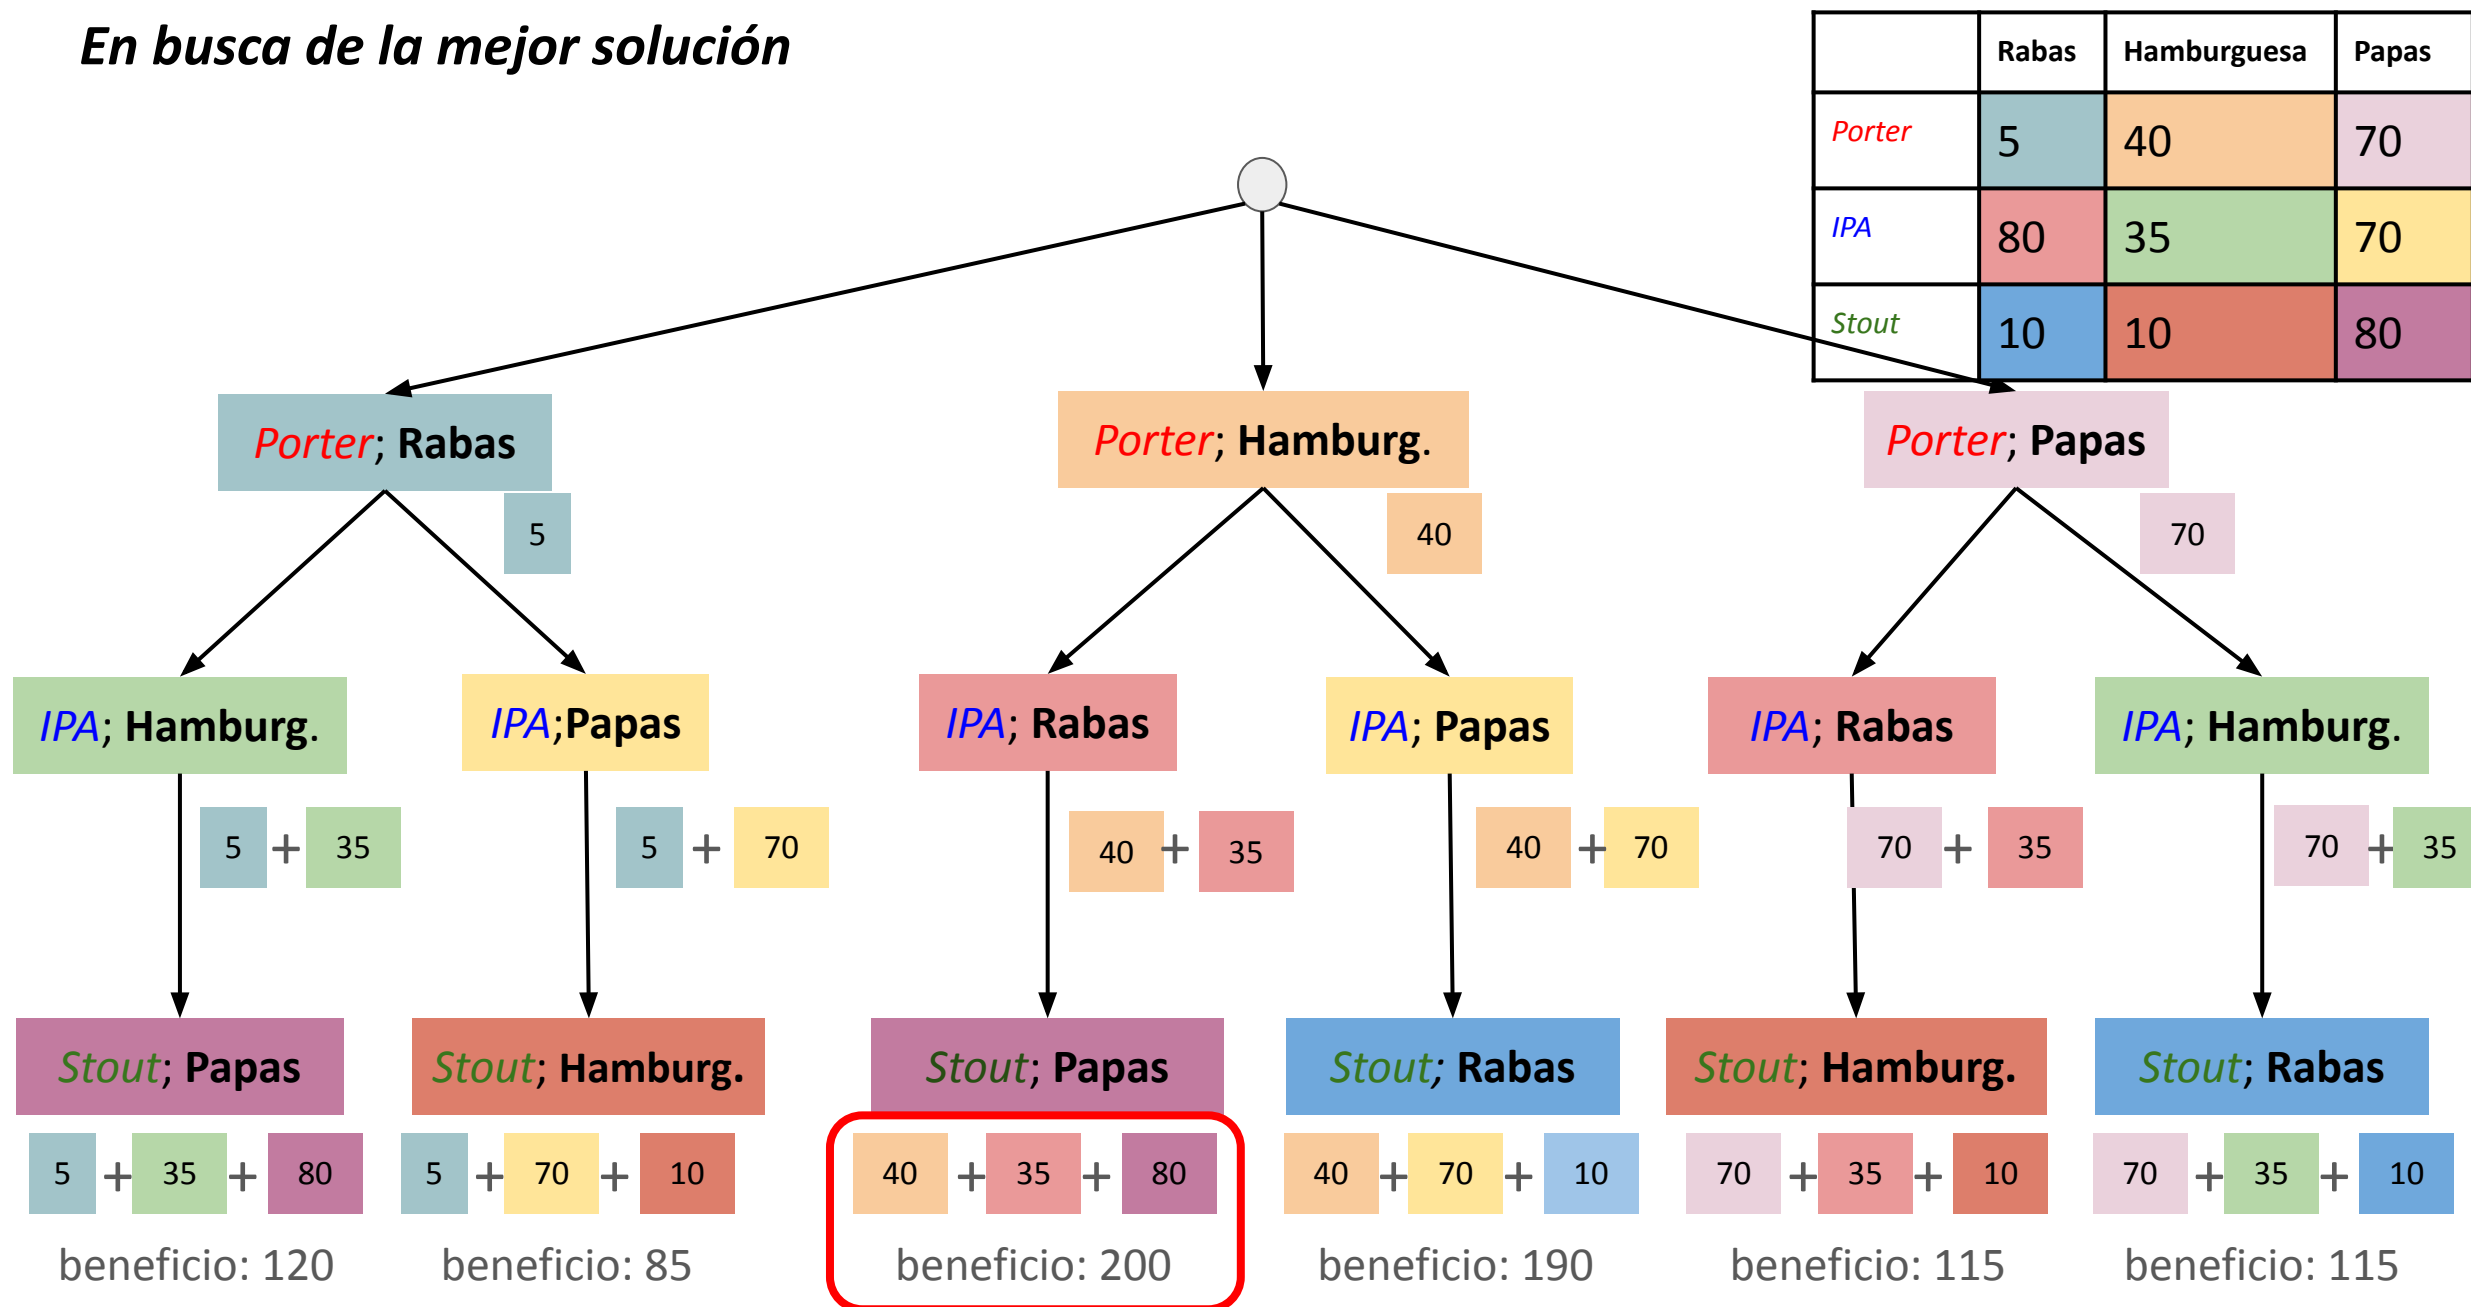 En busca de la mejor solución
Rabas Hamburguesa Papas
Porter 5 40 70
IPA 80 35 70
Stout 10 10 80
Porter; Rabas Porter; Hamburg. Porter; Papas
5 40 70
IPA; Hamburg. IPA;Papas IPA; Rabas IPA; Papas IPA; Rabas IPA; Hamburg.
5 + 35 5 + 70 40 + 35 40 + 70 70 + 35 70 + 35
Stout; Papas Stout; Hamburg. Stout; Papas Stout; Rabas Stout; Hamburg. Stout; Rabas
5 + 35 + 80 5 + 70 + 10 40 + 35 + 80 40 + 70 + 10 70 + 35 + 10 70 + 35 + 10
beneficio: 120 beneficio: 85 beneficio: 200 beneficio: 190 beneficio: 115 beneficio: 115